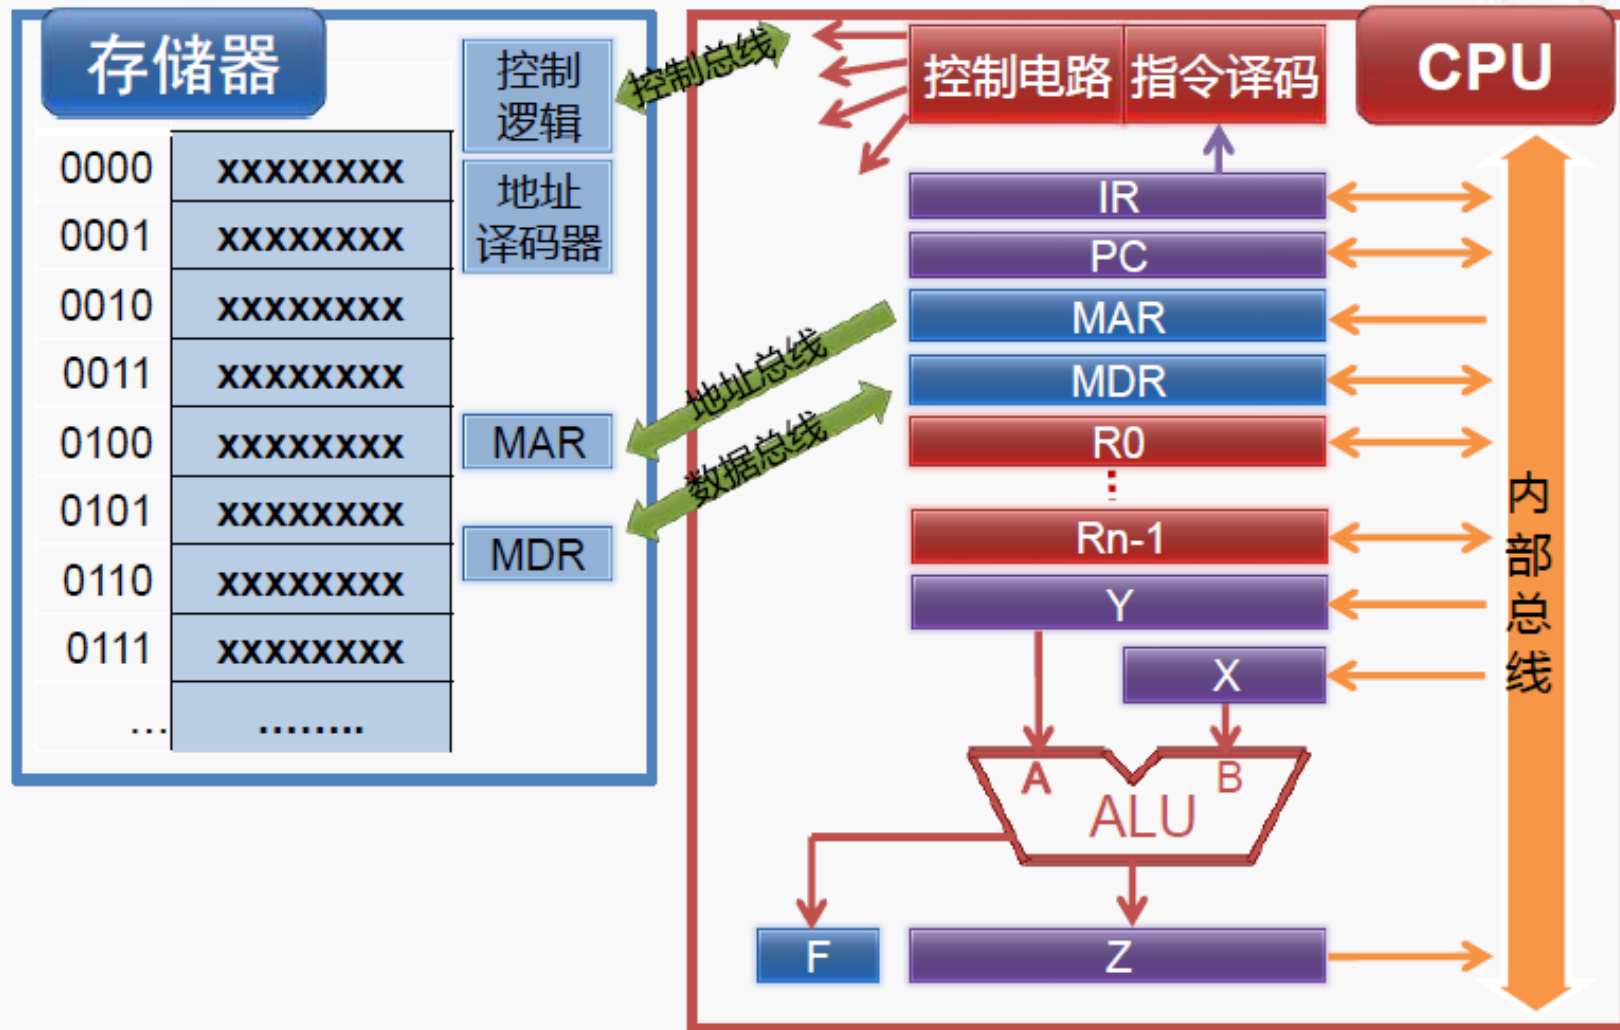 存储器
控制
逻辑
地址
译码器
0000 xxxxxxxx
0001 xxxxxxxx
0010 xxxxxxxx
0011 xxxxxxxx
0100 xxxxxxxx
0101 xxxxxxxx
0110 xxxxxxxx
0111 xxxxxxxx
... ........
MAR
MDR
控制总线
地址总线
数据总线
CPU
控制电路 指令译码
IR
PC
MAR
MDR
R0
⋮
Rn-1
Y
X
A B
ALU
F Z
内
部
总
线